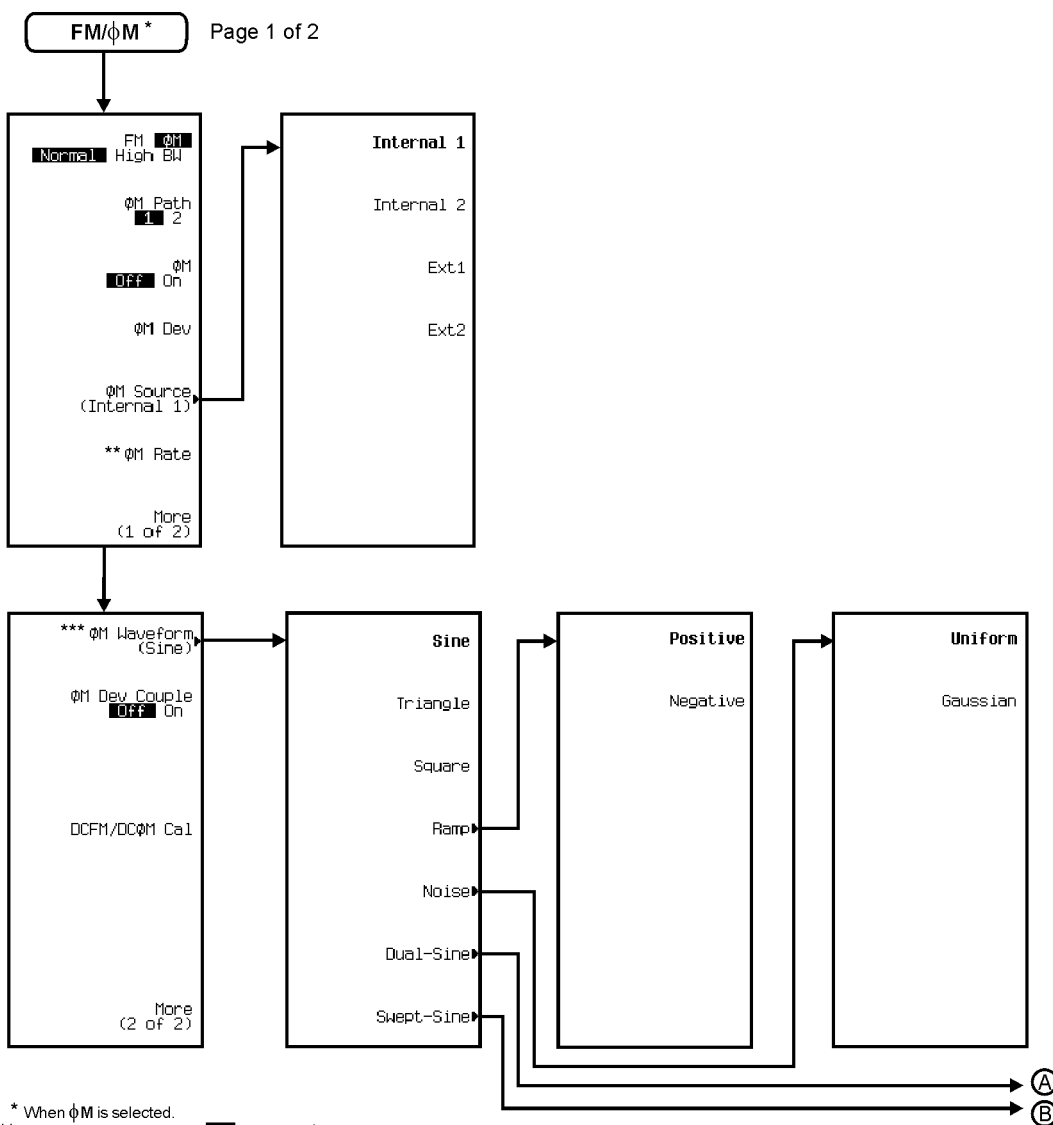 FM/ϕM *
Page 1 of 2
FM ΦM
Normal High BW
ΦM Path
1 2
ΦM
Off On
ΦM Dev
ΦM Source
(Internal 1)
** ΦM Rate
More
(1 of 2)
Internal 1
Internal 2
Ext1
Ext2
*** ΦM Waveform
(Sine)
ΦM Dev Couple
Off On
DCFM/DCΦM Cal
More
(2 of 2)
Sine
Triangle
Square
Ramp
Noise
Dual-Sine
Swept-Sine
Positive
Negative
Uniform
Gaussian
A
B
* When ϕM is selected.